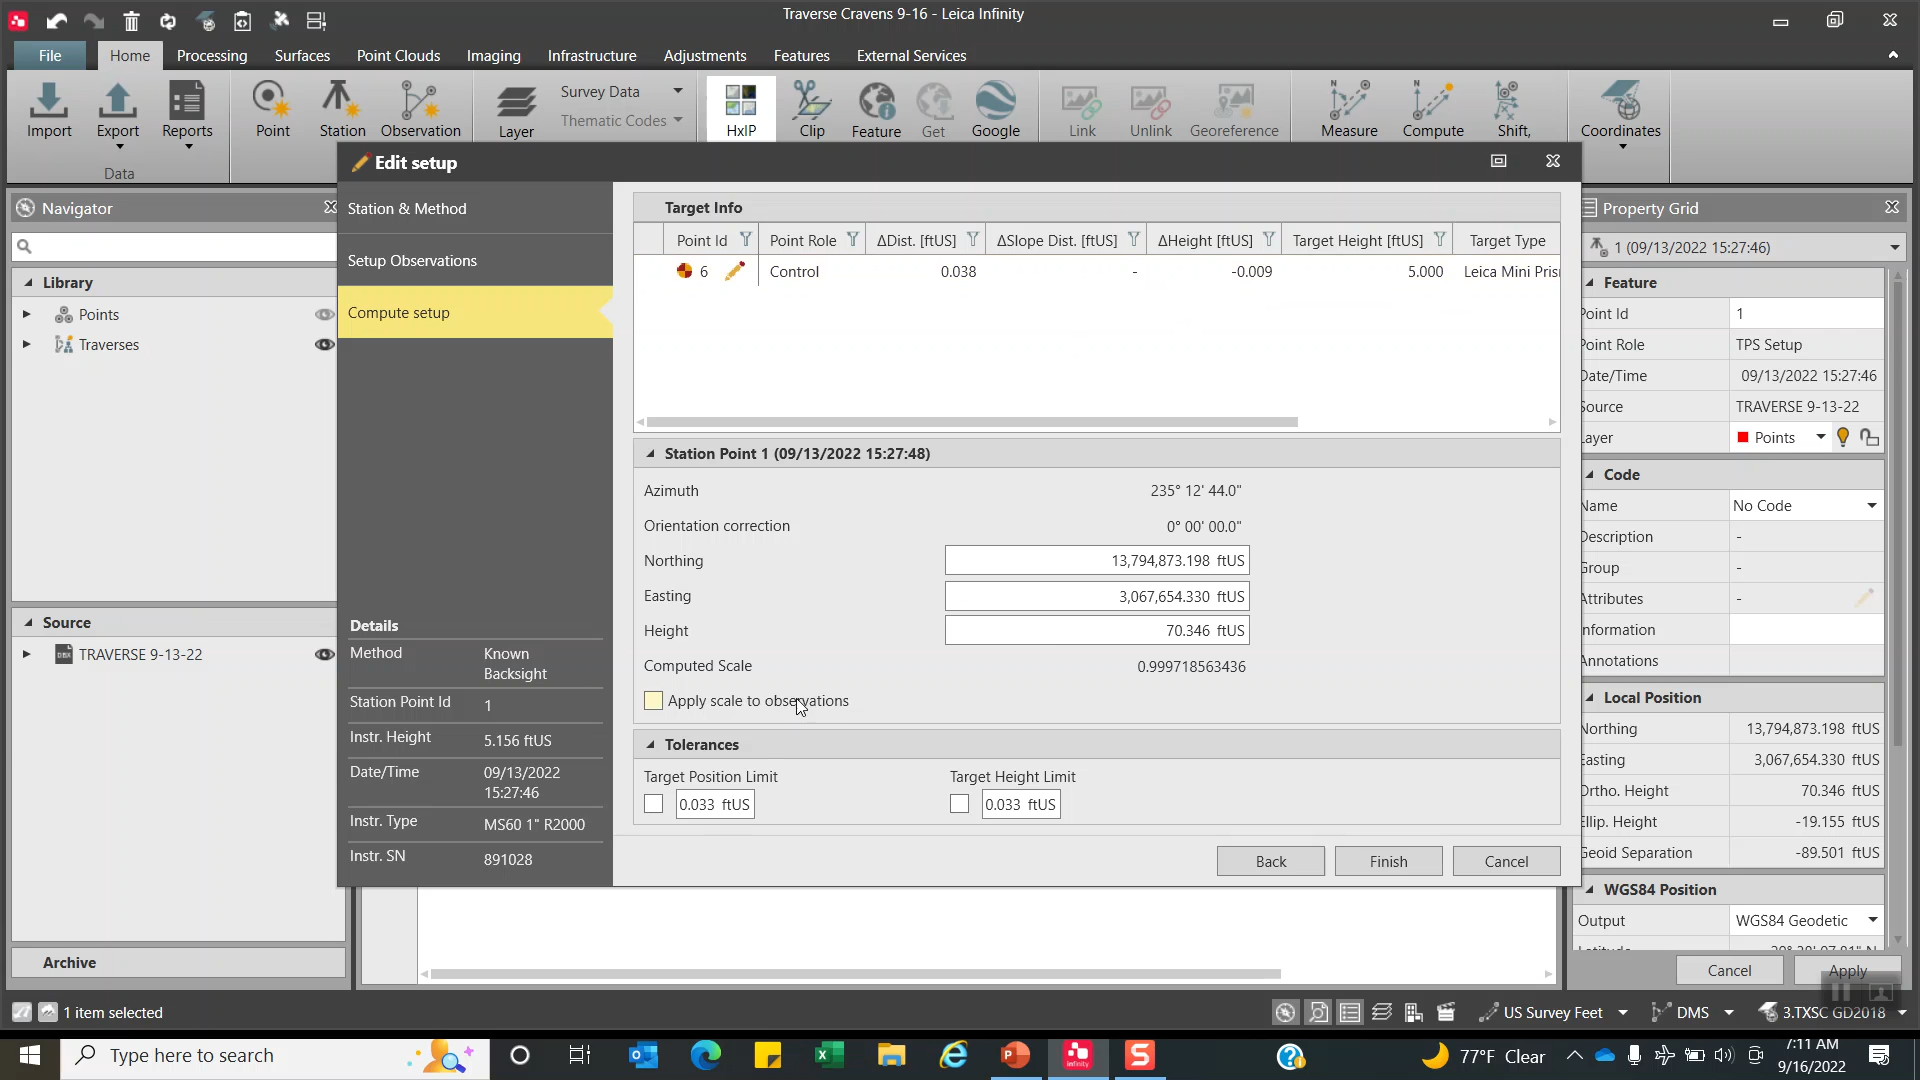 Traverse Cravens 9-16 - Leica Infinity
File Home Processing Surfaces Point Clouds Imaging Infrastructure Adjustments Features External Services
Import Export Reports Point Station Observation Layer Survey Data Thematic Codes HxIP Clip Feature Get Google Link Unlink Georeference Measure Compute Shift, Coordinates
Data
Edit setup
Navigator
Library
Points
Traverses
Source
DBX TRAVERSE 9-13-22
Archive
Station & Method
Setup Observations
Compute setup
Details
Method Known Backsight
Station Point Id 1
Instr. Height 5.156 ftUS
Date/Time 09/13/2022 15:27:46
Instr. Type MS60 1" R2000
Instr. SN 891028
Target Info
Point Id Point Role ΔDist. [ftUS] ΔSlope Dist. [ftUS] ΔHeight [ftUS] Target Height [ftUS] Target Type
6 Control 0.038 - -0.009 5.000 Leica Mini Pris
Station Point 1 (09/13/2022 15:27:48)
Azimuth 235° 12' 44.0"
Orientation correction 0° 00' 00.0"
Northing 13,794,873.198 ftUS
Easting 3,067,654.330 ftUS
Height 70.346 ftUS
Computed Scale 0.999718563436
Apply scale to observations
Tolerances
Target Position Limit Target Height Limit
0.033 ftUS 0.033 ftUS
Back Finish Cancel
Property Grid
1 (09/13/2022 15:27:46)
Feature
Point Id 1
Point Role TPS Setup
Date/Time 09/13/2022 15:27:46
Source TRAVERSE 9-13-22
Layer Points
Code
Name No Code
Description -
Group -
Attributes -
Information
Annotations
Local Position
Northing 13,794,873.198 ftUS
Easting 3,067,654.330 ftUS
Ortho. Height 70.346 ftUS
Ellip. Height -19.155 ftUS
Geoid Separation -89.501 ftUS
WGS84 Position
Output WGS84 Geodetic
Cancel Apply
1 item selected US Survey Feet DMS 3.TXSC GD2018
Type here to search 77°F Clear 7:11 AM
9/16/2022